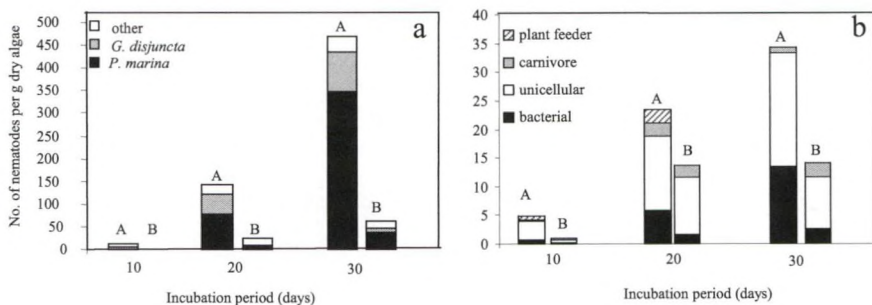 a
other
G. disjuncta
P. marina
No. of nematodes per g dry algae
500
450
400
350
300
250
200
150
100
50
0
A B
A B
A B
10 20 30
Incubation period (days)
b
plant feeder
carnivore
unicellular
bacterial
40
35
30
25
20
15
10
5
0
A B
A B
A B
10 20 30
Incubation period (days)